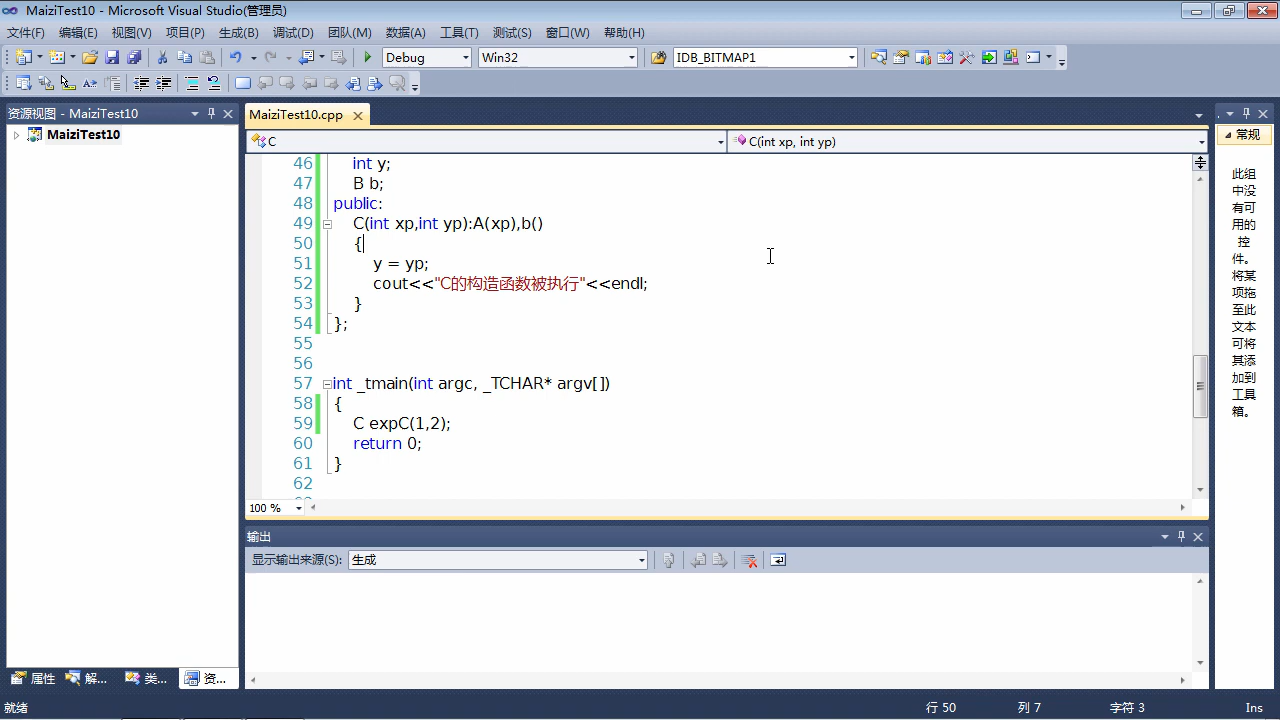 MaiziTest10 - Microsoft Visual Studio(管理员)
文件(F) 编辑(E) 视图(V) 项目(P) 生成(B) 调试(D) 团队(M) 数据(A) 工具(T) 测试(S) 窗口(W) 帮助(H)
Debug Win32 IDB_BITMAP1
资源视图 - MaiziTest10
MaiziTest10
MaiziTest10.cpp
C
C(int xp, int yp)
46 int y;
47 B b;
48 public:
49 C(int xp,int yp):A(xp),b()
50 {
51 y = yp;
52 cout<<"C的构造函数被执行"<<endl;
53 }
54 };
55
56
57 int _tmain(int argc, _TCHAR* argv[])
58 {
59 C expC(1,2);
60 return 0;
61 }
62
100 %
输出
显示输出来源(S): 生成
常规
此组
中没
有可
用的
控
件。
将某
项拖
至此
文本
可将
其添
加到
工具
箱。
属性 解... 类... 资...
就绪 行 50 列 7 字符 3 Ins